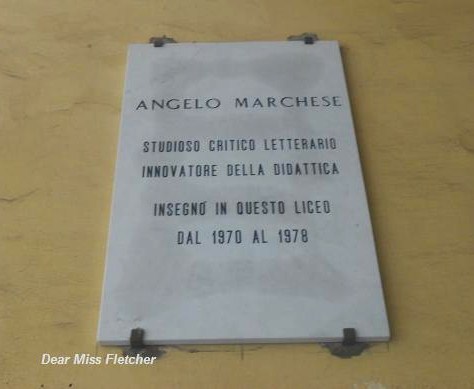 ANGELO MARCHESE
STUDIOSO CRITICO LETTERARIO
INNOVATORE DELLA DIDATTICA
INSEGNÒ IN QUESTO LICEO
DAL 1970 AL 1978
Dear Miss Fletcher